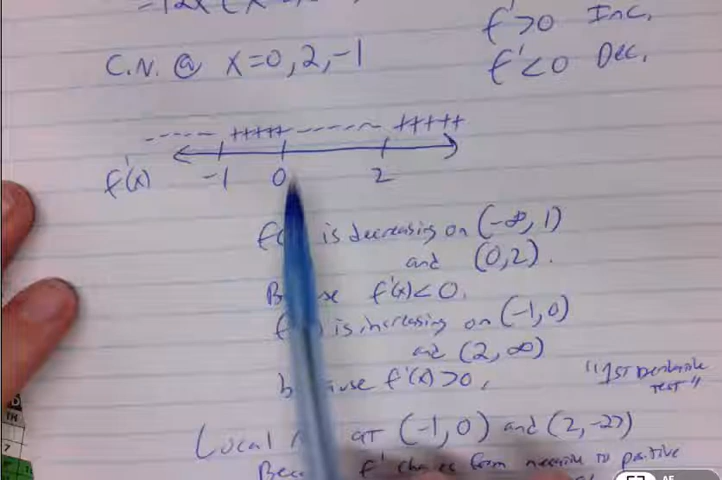 f'>0 Inc.
C.N. @ x=0,2,-1
f'<0 Dec.
----- +++++ ------ +++++
f'(x) -1 0 2
is decreasing on (-∞, 1)
and (0,2).
f'(x)<0.
is increasing on (-1,0)
and (2,∞)
because f'(x)>0,
"1st Derivative
Test"
Local at (-1,0) and (2,-27)
f' changes from negative to positive